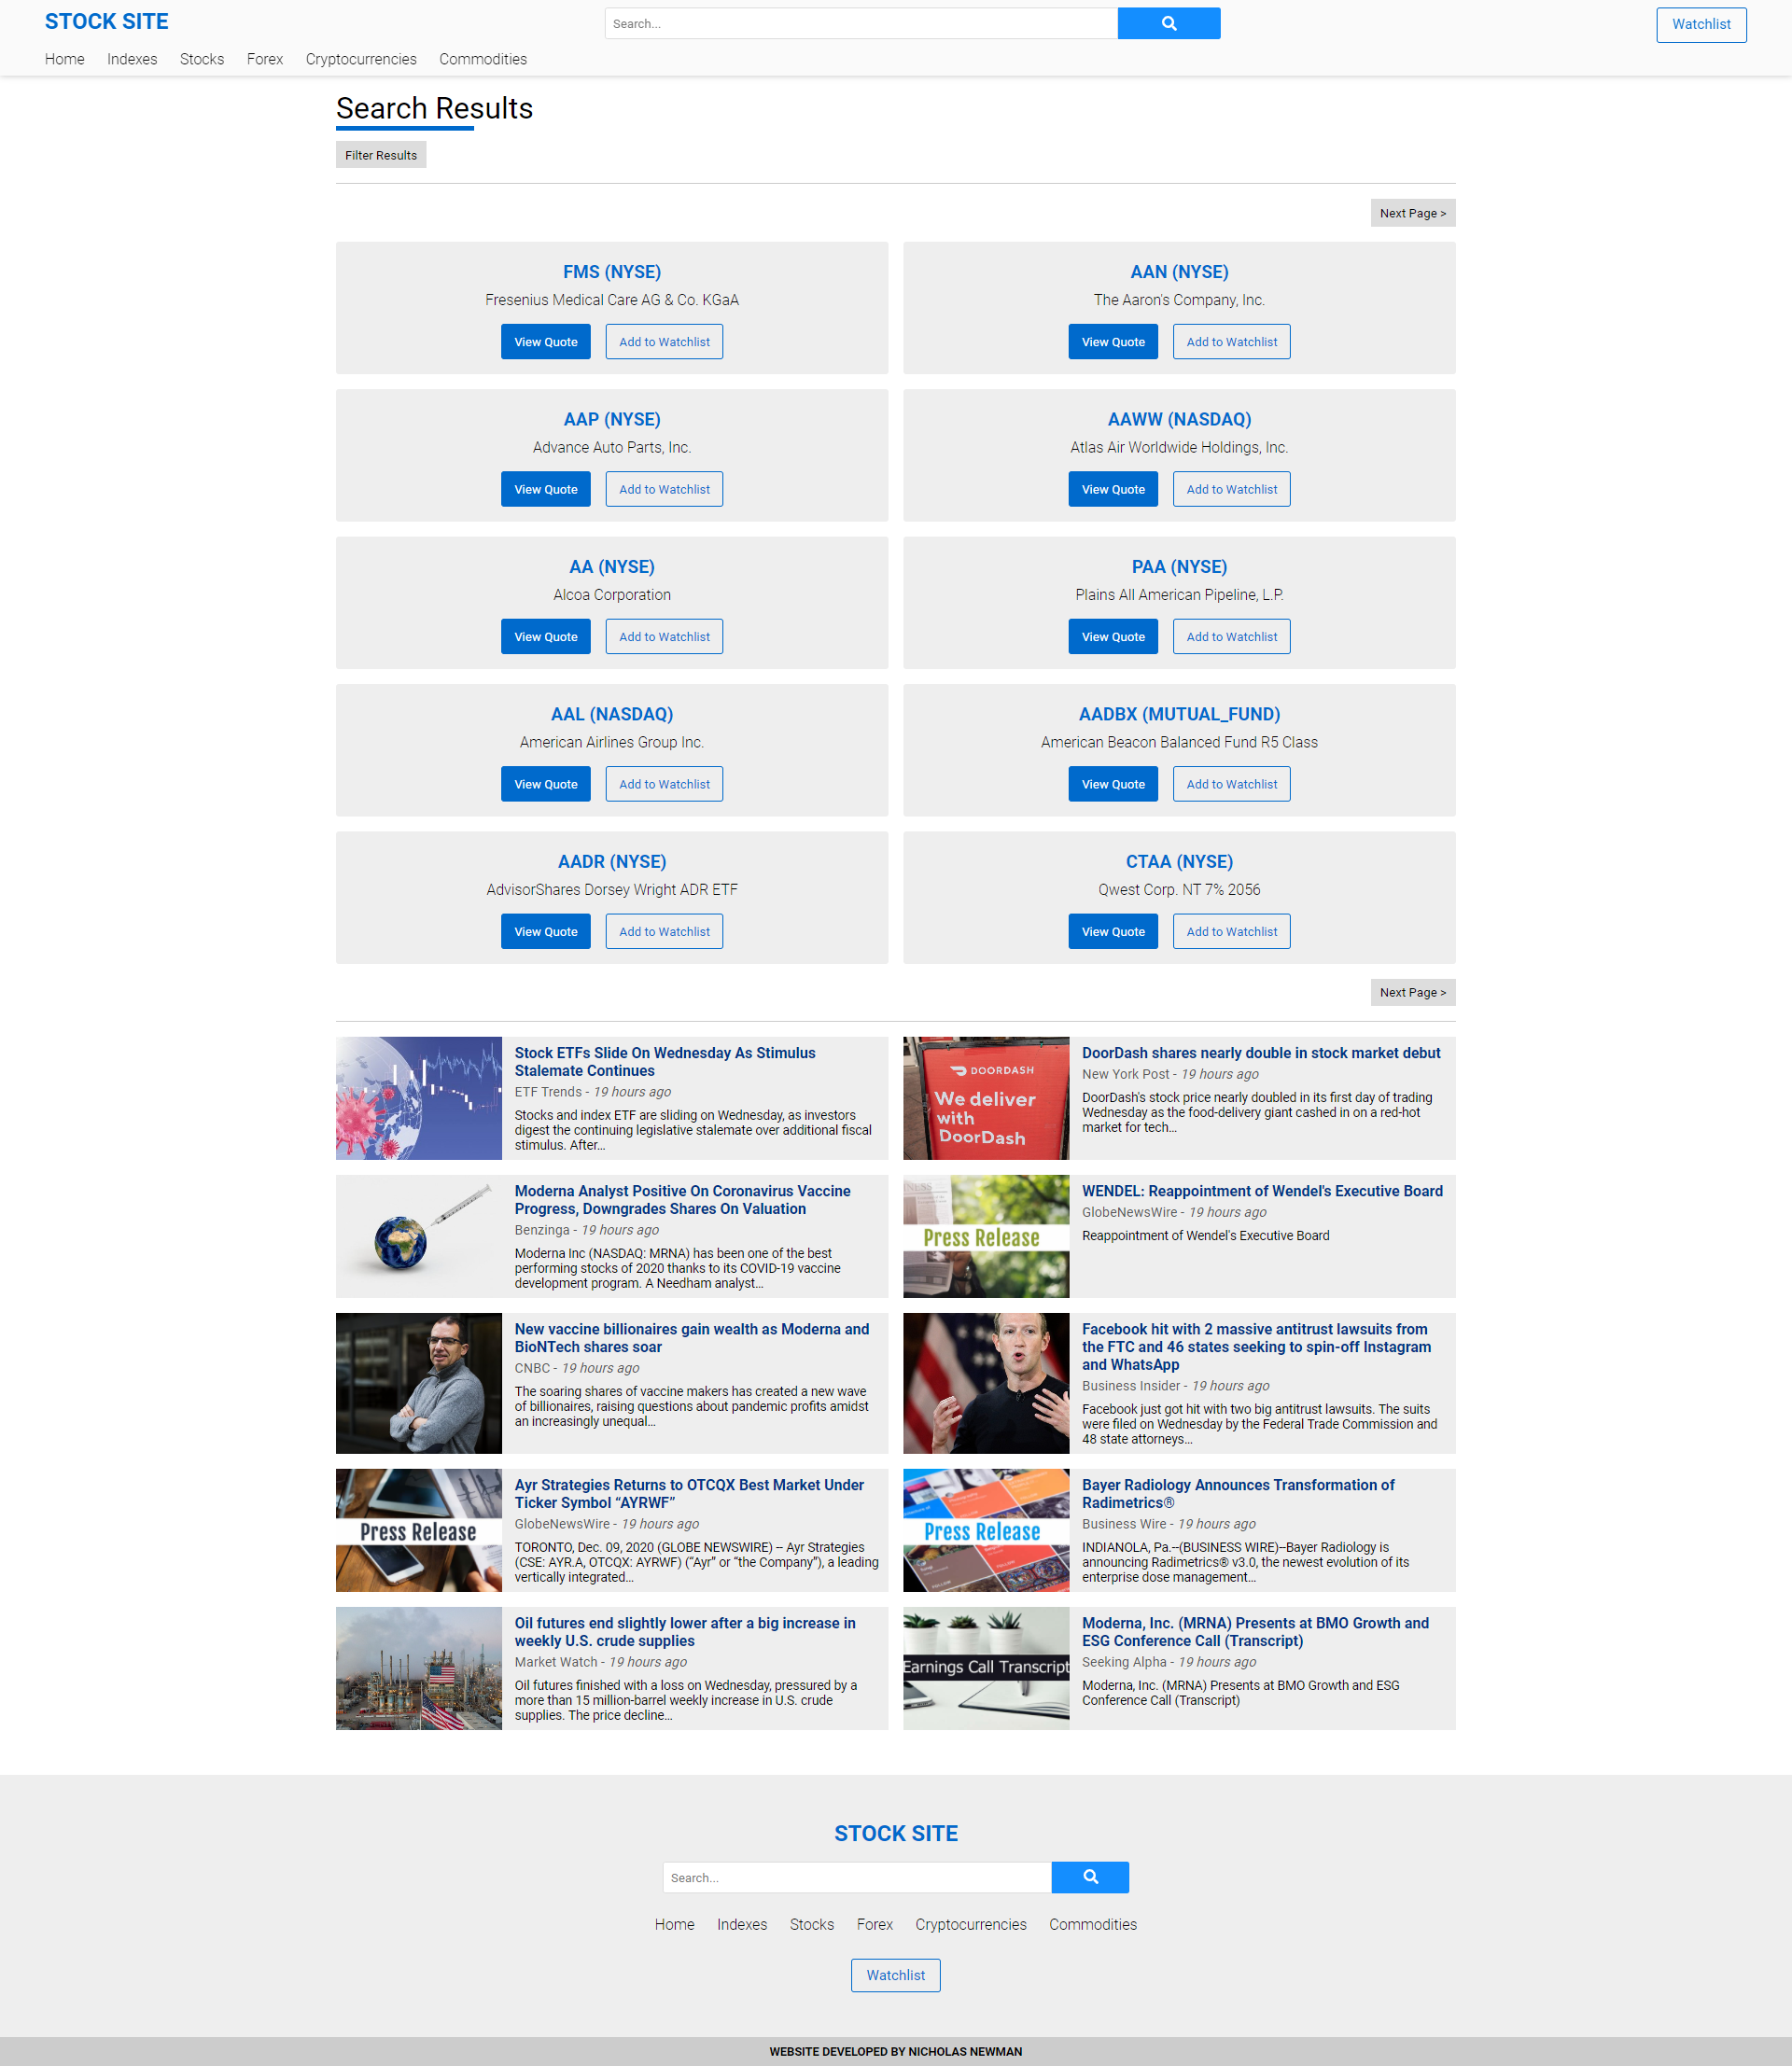 STOCK SITE
Search...
Watchlist
Home Indexes Stocks Forex Cryptocurrencies Commodities
Search Results
Filter Results
Next Page >
FMS (NYSE)
Fresenius Medical Care AG & Co. KGaA
View Quote Add to Watchlist
AAN (NYSE)
The Aaron's Company, Inc.
View Quote Add to Watchlist
AAP (NYSE)
Advance Auto Parts, Inc.
View Quote Add to Watchlist
AAWW (NASDAQ)
Atlas Air Worldwide Holdings, Inc.
View Quote Add to Watchlist
AA (NYSE)
Alcoa Corporation
View Quote Add to Watchlist
PAA (NYSE)
Plains All American Pipeline, L.P.
View Quote Add to Watchlist
AAL (NASDAQ)
American Airlines Group Inc.
View Quote Add to Watchlist
AADBX (MUTUAL_FUND)
American Beacon Balanced Fund R5 Class
View Quote Add to Watchlist
AADR (NYSE)
AdvisorShares Dorsey Wright ADR ETF
View Quote Add to Watchlist
CTAA (NYSE)
Qwest Corp. NT 7% 2056
View Quote Add to Watchlist
Next Page >
Stock ETFs Slide On Wednesday As Stimulus
Stalemate Continues
ETF Trends - 19 hours ago
Stocks and index ETF are sliding on Wednesday, as investors
digest the continuing legislative stalemate over additional fiscal
stimulus. After...
DOORDASH
We deliver
with
DoorDash
DoorDash shares nearly double in stock market debut
New York Post - 19 hours ago
DoorDash's stock price nearly doubled in its first day of trading
Wednesday as the food-delivery giant cashed in on a red-hot
market for tech...
Moderna Analyst Positive On Coronavirus Vaccine
Progress, Downgrades Shares On Valuation
Benzinga - 19 hours ago
Moderna Inc (NASDAQ: MRNA) has been one of the best
performing stocks of 2020 thanks to its COVID-19 vaccine
development program. A Needham analyst...
Press Release
WENDEL: Reappointment of Wendel's Executive Board
GlobeNewsWire - 19 hours ago
Reappointment of Wendel's Executive Board
New vaccine billionaires gain wealth as Moderna and
BioNTech shares soar
CNBC - 19 hours ago
The soaring shares of vaccine makers has created a new wave
of billionaires, raising questions about pandemic profits amidst
an increasingly unequal...
Facebook hit with 2 massive antitrust lawsuits from
the FTC and 46 states seeking to spin-off Instagram
and WhatsApp
Business Insider - 19 hours ago
Facebook just got hit with two big antitrust lawsuits. The suits
were filed on Wednesday by the Federal Trade Commission and
48 state attorneys...
Press Release
Ayr Strategies Returns to OTCQX Best Market Under
Ticker Symbol “AYRWF”
GlobeNewsWire - 19 hours ago
TORONTO, Dec. 09, 2020 (GLOBE NEWSWIRE) -- Ayr Strategies
(CSE: AYR.A, OTCQX: AYRWF) (“Ayr” or “the Company”), a leading
vertically integrated...
Press Release
Bayer Radiology Announces Transformation of
Radimetrics®
Business Wire - 19 hours ago
INDIANOLA, Pa.--(BUSINESS WIRE)--Bayer Radiology is
announcing Radimetrics® v3.0, the newest evolution of its
enterprise dose management...
Oil futures end slightly lower after a big increase in
weekly U.S. crude supplies
Market Watch - 19 hours ago
Oil futures finished with a loss on Wednesday, pressured by a
more than 15 million-barrel weekly increase in U.S. crude
supplies. The price decline...
Earnings Call Transcript
Moderna, Inc. (MRNA) Presents at BMO Growth and
ESG Conference Call (Transcript)
Seeking Alpha - 19 hours ago
Moderna, Inc. (MRNA) Presents at BMO Growth and ESG
Conference Call (Transcript)
STOCK SITE
Search...
Home Indexes Stocks Forex Cryptocurrencies Commodities
Watchlist
WEBSITE DEVELOPED BY NICHOLAS NEWMAN